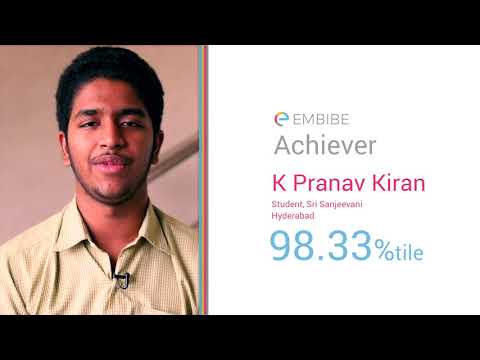 EMBIBE
Achiever
K Pranav Kiran
Student, Sri Sanjeevani
Hyderabad
98.33%tile